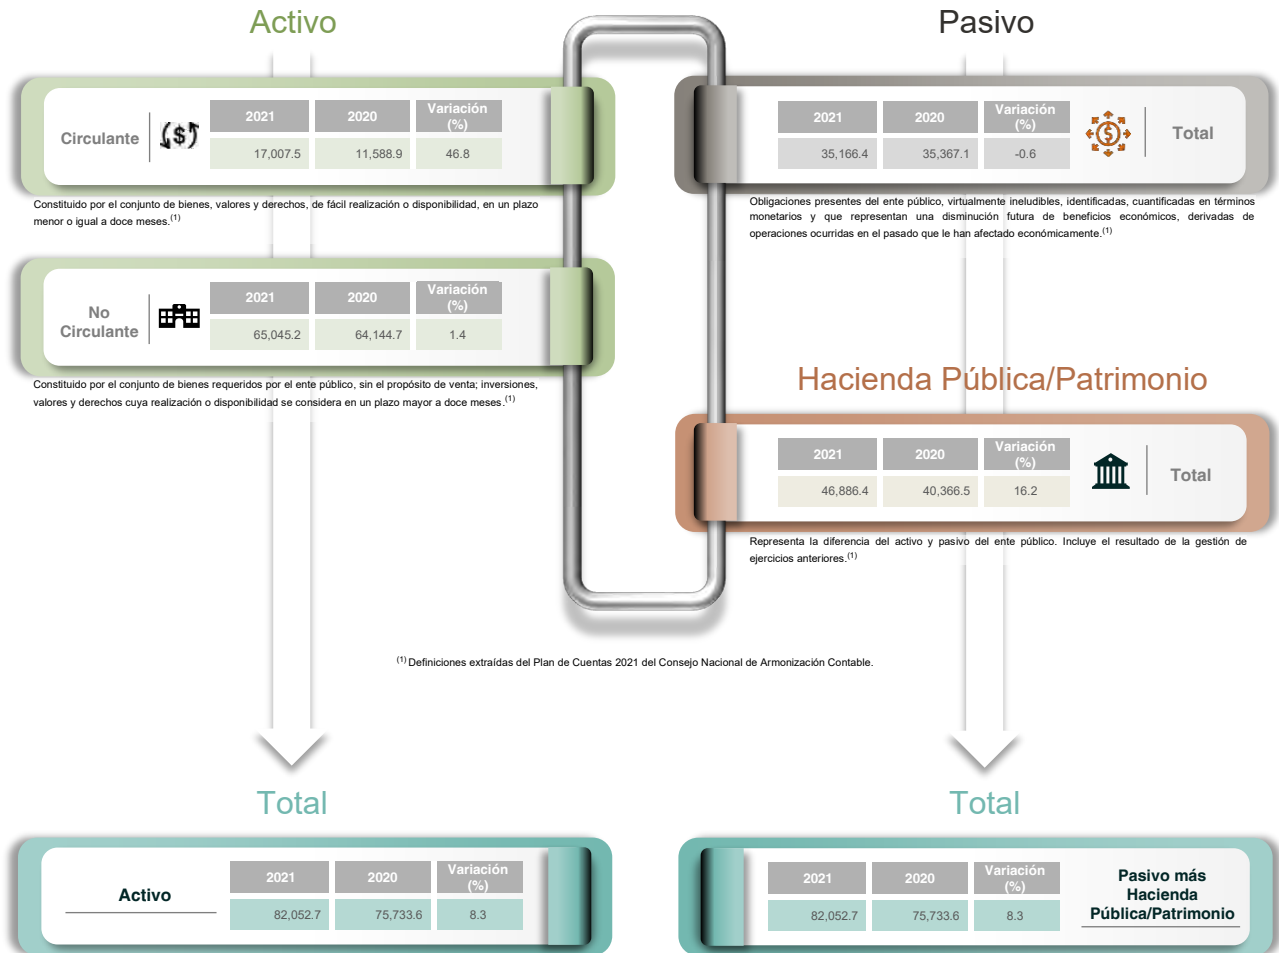 Activo
Circulante
2021 2020 Variación (%)
17,007.5 11,588.9 46.8
Constituido por el conjunto de bienes, valores y derechos, de fácil realización o disponibilidad, en un plazo
menor o igual a doce meses.(1)
No
Circulante
2021 2020 Variación (%)
65,045.2 64,144.7 1.4
Constituido por el conjunto de bienes requeridos por el ente público, sin el propósito de venta; inversiones,
valores y derechos cuya realización o disponibilidad se considera en un plazo mayor a doce meses.(1)
Pasivo
2021 2020 Variación (%)
35,166.4 35,367.1 -0.6
Total
Obligaciones presentes del ente público, virtualmente ineludibles, identificadas, cuantificadas en términos
monetarios y que representan una disminución futura de beneficios económicos, derivadas de
operaciones ocurridas en el pasado que le han afectado económicamente.(1)
Hacienda Pública/Patrimonio
2021 2020 Variación (%)
46,886.4 40,366.5 16.2
Total
Representa la diferencia del activo y pasivo del ente público. Incluye el resultado de la gestión de
ejercicios anteriores.(1)
(1) Definiciones extraídas del Plan de Cuentas 2021 del Consejo Nacional de Armonización Contable.
Total
Activo
2021 2020 Variación (%)
82,052.7 75,733.6 8.3
Total
2021 2020 Variación (%)
82,052.7 75,733.6 8.3
Pasivo más
Hacienda
Pública/Patrimonio